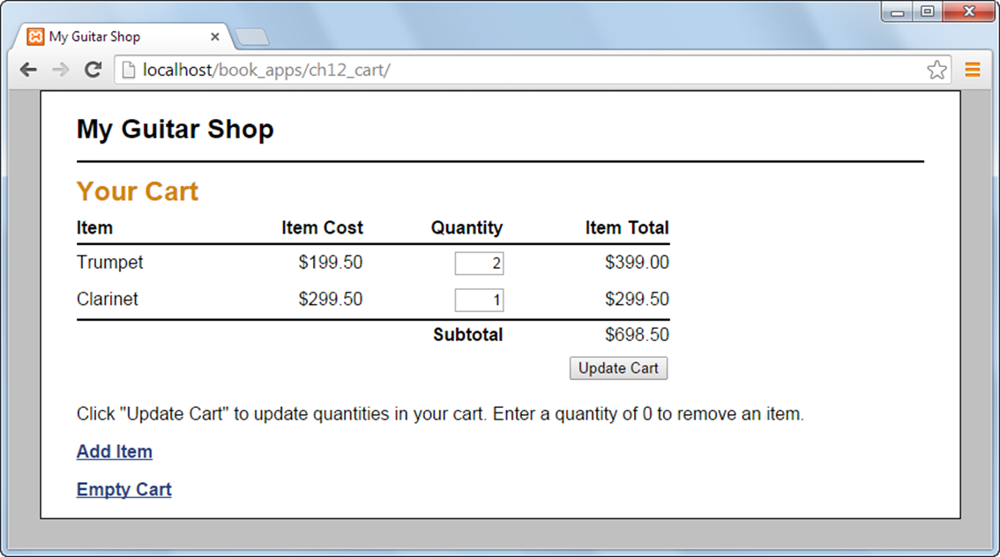 My Guitar Shop
localhost/book_apps/ch12_cart/
My Guitar Shop
Your Cart
Item Item Cost Quantity Item Total
Trumpet $199.50 2 $399.00
Clarinet $299.50 1 $299.50
Subtotal $698.50
Update Cart
Click "Update Cart" to update quantities in your cart. Enter a quantity of 0 to remove an item.
Add Item
Empty Cart